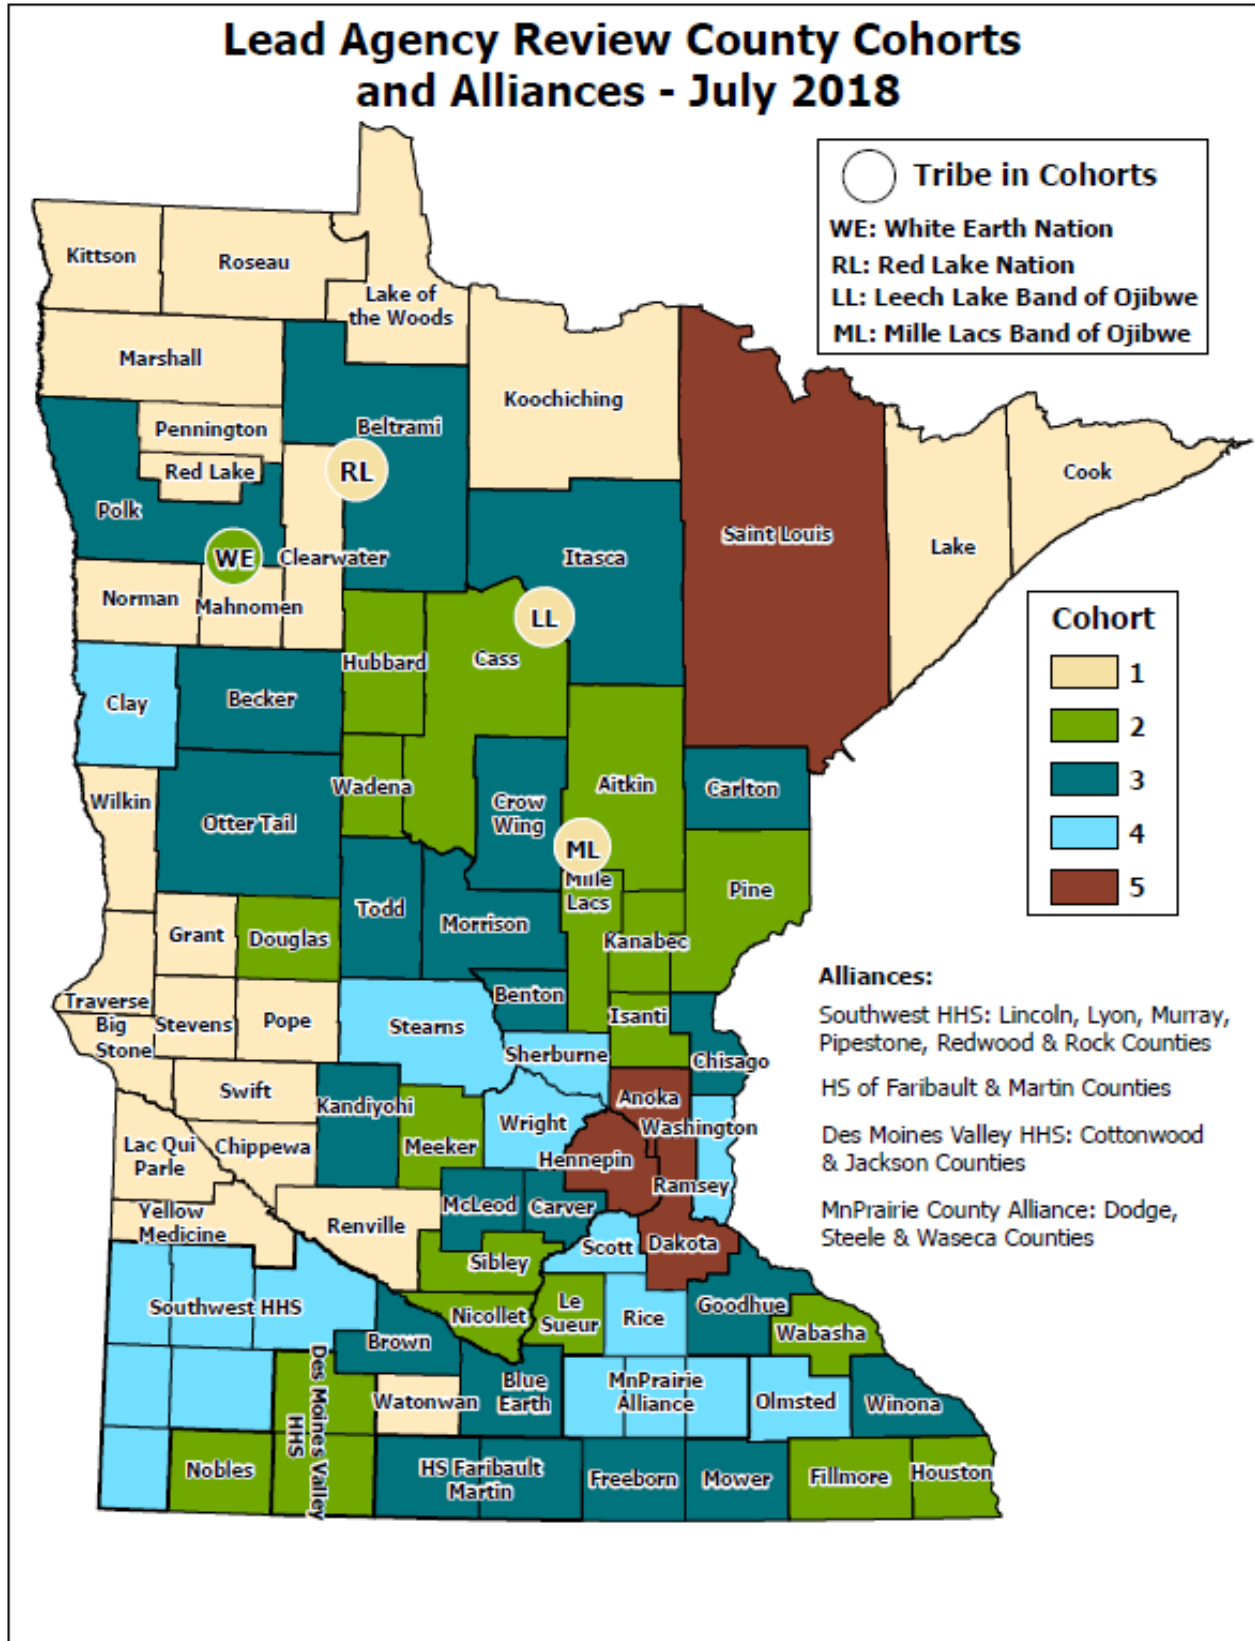 Lead Agency Review County Cohorts
and Alliances - July 2018
Tribe in Cohorts
WE: White Earth Nation
RL: Red Lake Nation
LL: Leech Lake Band of Ojibwe
ML: Mille Lacs Band of Ojibwe
Kittson
Roseau
Lake of
the Woods
Marshall
Koochiching
Pennington
Beltrami
Red Lake
RL
Cook
Polk
Saint Louis
Lake
WE
Clearwater
Itasca
Norman
Mahnomen
LL
Cohort
1
2
3
4
5
Hubbard
Cass
Clay
Becker
Wadena
Aitkin
Carlton
Wilkin
Crow
Wing
Otter Tail
ML
Mille
Lacs
Pine
Todd
Morrison
Grant
Douglas
Kanabec
Traverse
Benton
Isanti
Big
Stone
Stevens
Pope
Stearns
Sherburne
Chisago
Swift
Kandiyohi
Anoka
Washington
Wright
Lac Qui
Parle
Chippewa
Meeker
Hennepin
Ramsey
Yellow
Medicine
Renville
McLeod
Carver
Scott
Dakota
Sibley
Southwest HHS
Nicollet
Le
Sueur
Rice
Goodhue
Wabasha
Brown
Des Moines Valley
HHS
Watonwan
Blue
Earth
MnPrairie
Alliance
Olmsted
Winona
Nobles
HS Faribault
Martin
Freeborn
Mower
Fillmore
Houston
Alliances:
Southwest HHS: Lincoln, Lyon, Murray,
Pipestone, Redwood & Rock Counties
HS of Faribault & Martin Counties
Des Moines Valley HHS: Cottonwood
& Jackson Counties
MnPrairie County Alliance: Dodge,
Steele & Waseca Counties